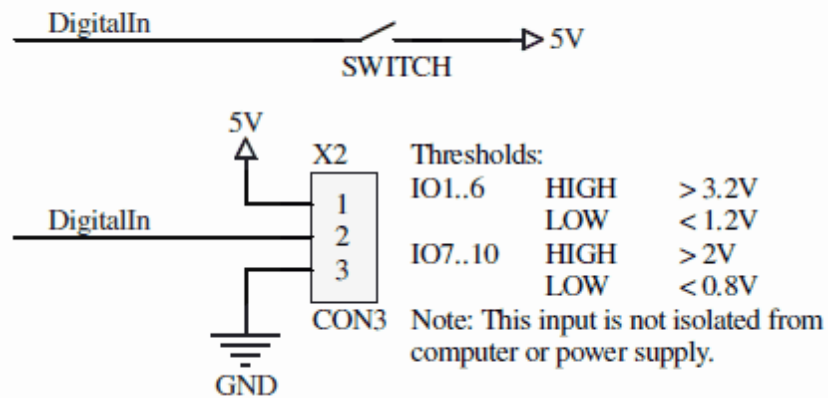 DigitalIn
5V
SWITCH
5V
X2
1
2
3
DigitalIn
CON3
GND
Thresholds:
IO1..6 HIGH > 3.2V
LOW < 1.2V
IO7..10 HIGH > 2V
LOW < 0.8V
Note: This input is not isolated from
computer or power supply.